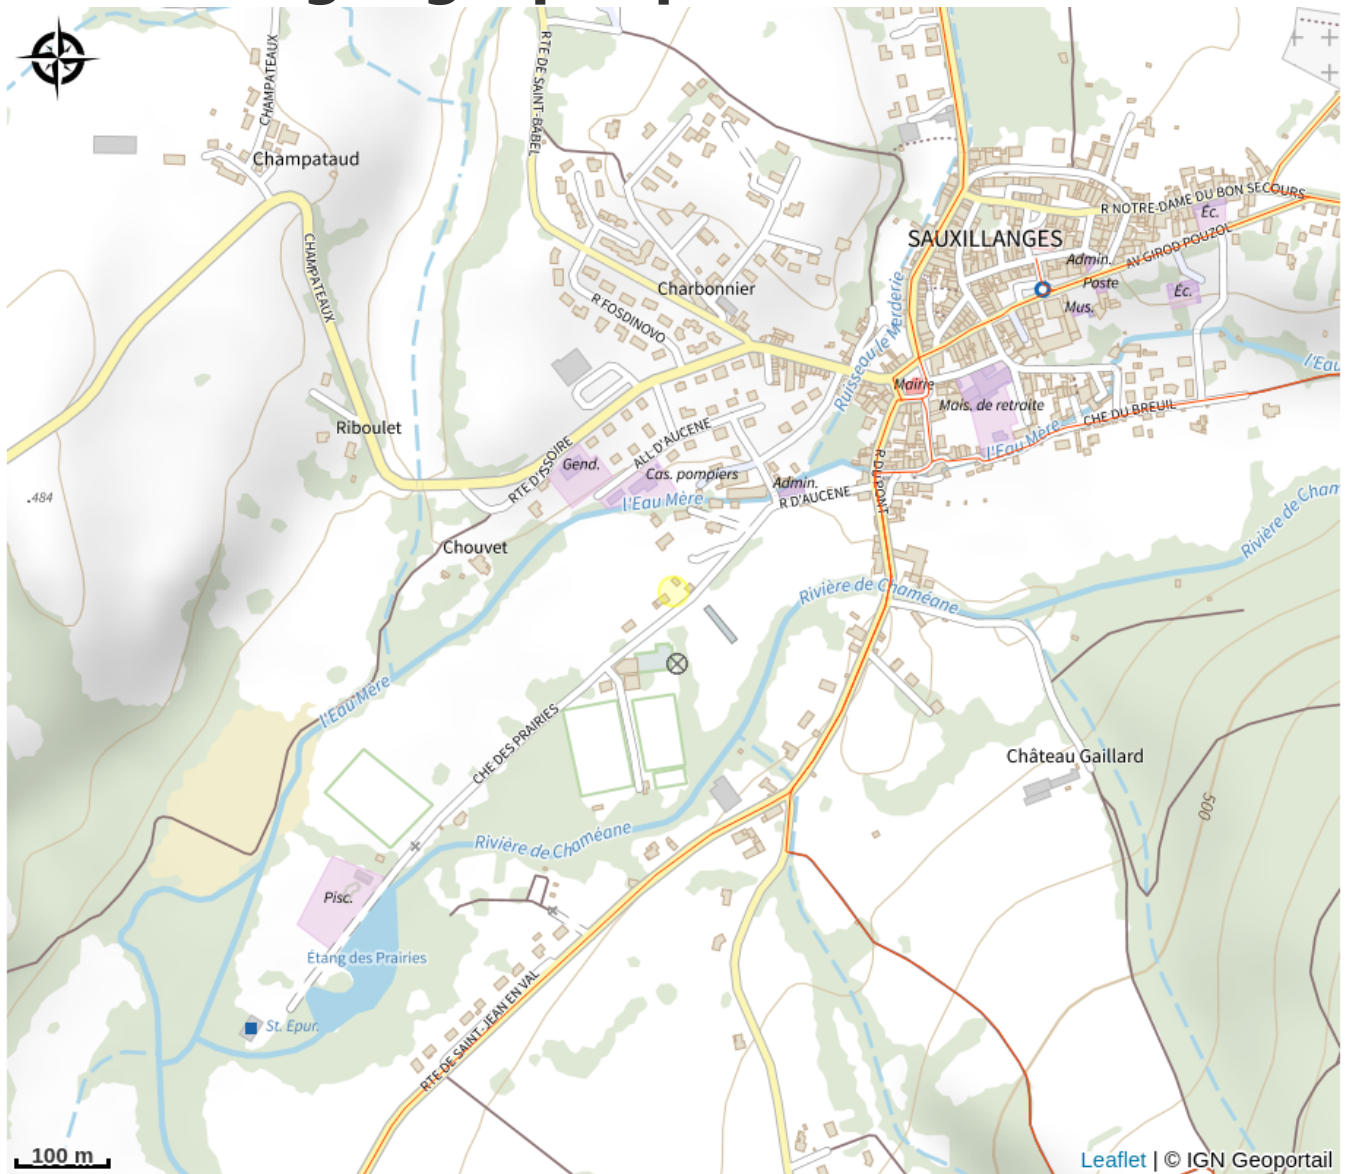 CHAMPATEAUX
RTE DE SAINT-BABEL
Champataud
R NOTRE-DAME DU BON SECOURS
Éc.
SAUXILLANGES
AV GIROD POUZOL
Admin.
CHAMPATEAUX
Charbonnier
Poste
Éc.
Mus.
R FOSDINOVO
Ruisseau le Merderie
l'Eau
Mairie
Mais. de retraite
CHE DU BREUIL
Riboulet
ALL D'AUCENE
l'Eau Mère
RTE D'ISSOIRE
Gend.
Cas. pompiers
R DU PONT
Admin.
.484
l'Eau Mère
R D'AUCENE
Rivière de Cham
Chouvet
Rivière de Chaméane
l'Eau Mère
CHE DES PRAIRIES
Château Gaillard
500
Rivière de Chaméane
Pisc.
Étang des Prairies
St. Epur.
RTE DE SAINT-JEAN EN VAL
100 m
Leaflet | © IGN Geoportail